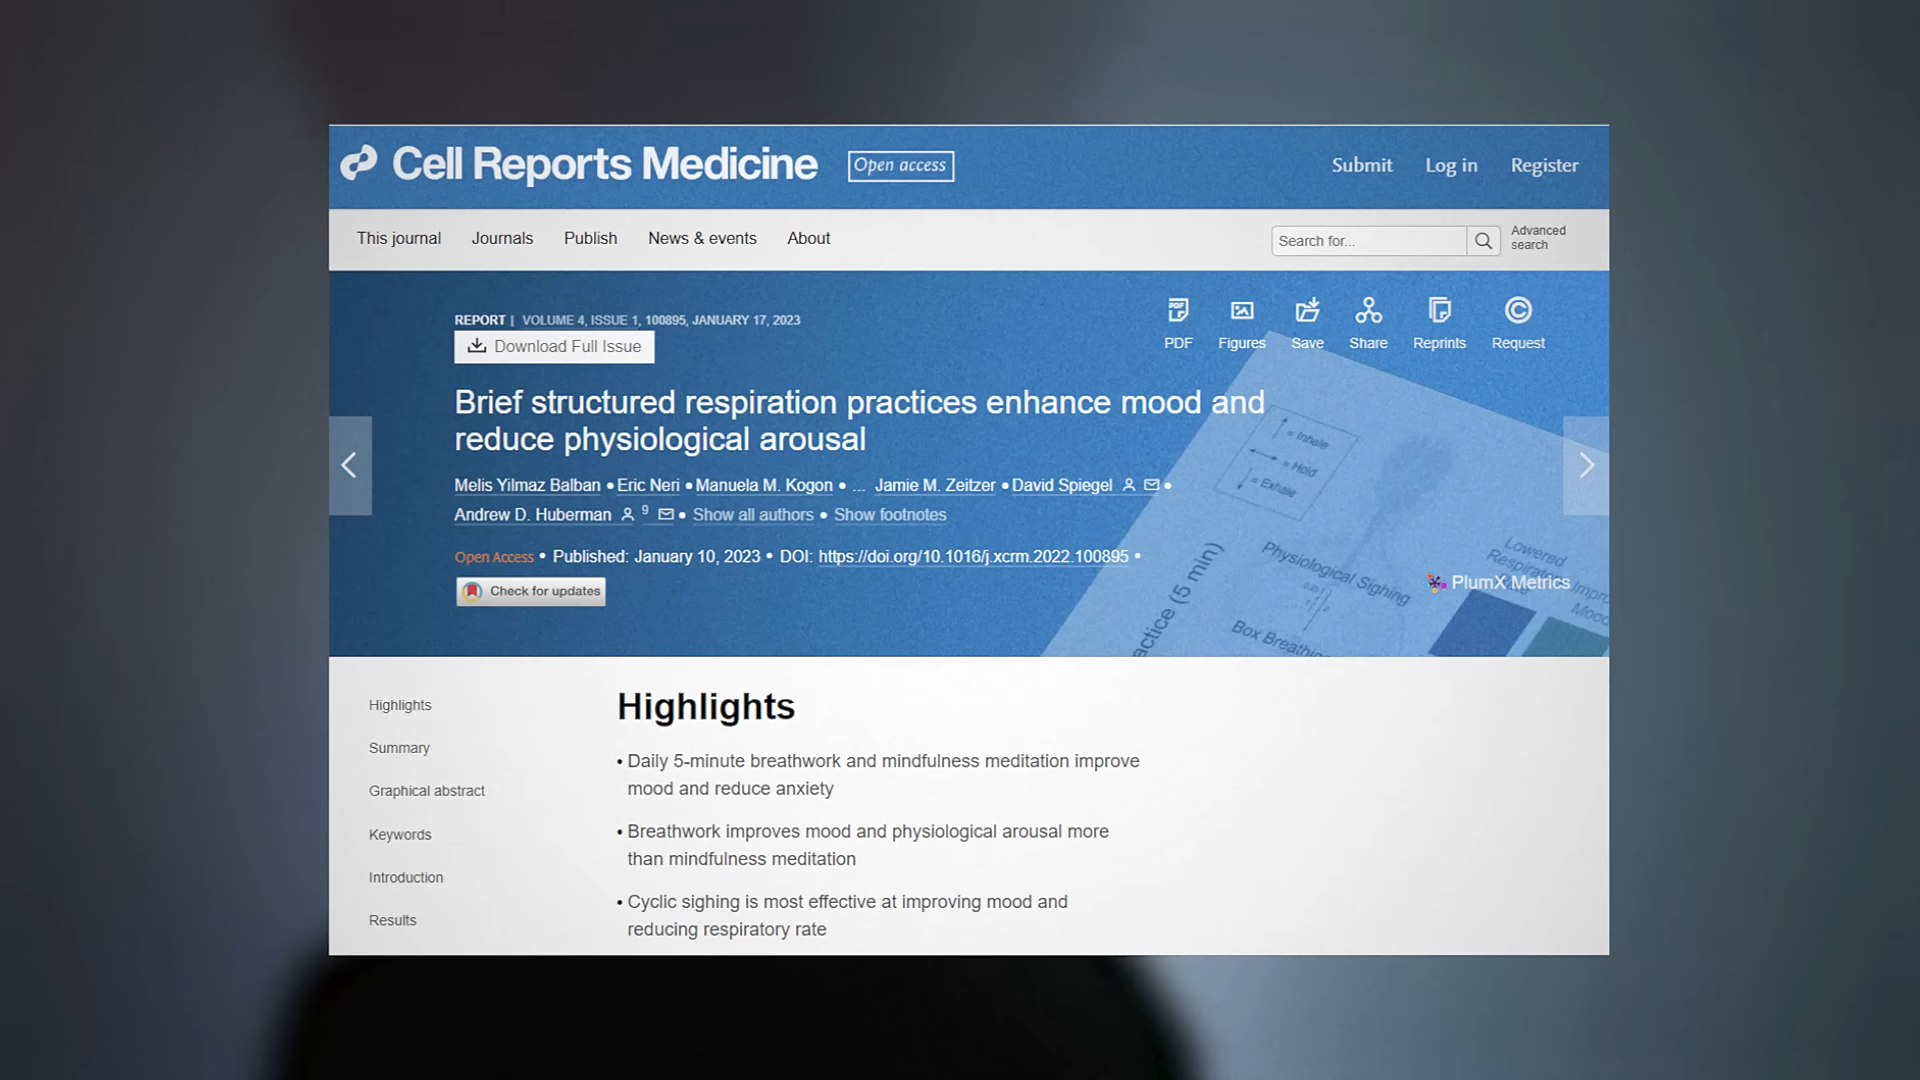 Cell Reports Medicine Open access
Submit Log in Register
This journal Journals Publish News & events About
Search for...
Advanced
search
REPORT | VOLUME 4, ISSUE 1, 100895, JANUARY 17, 2023
Download Full Issue
PDF Figures Save Share Reprints Request
Brief structured respiration practices enhance mood and
reduce physiological arousal
Melis Yilmaz Balban • Eric Neri • Manuela M. Kogon • ... Jamie M. Zeitzer • David Spiegel •
Andrew D. Huberman 9 • Show all authors • Show footnotes
Open Access • Published: January 10, 2023 • DOI: https://doi.org/10.1016/j.xcrm.2022.100895 •
Check for updates
= Inhale
= Hold
= Exhale
Physiological Sighing
Box
(5 min)
Lowered
PlumX Metrics
Mood
Highlights
Summary
Graphical abstract
Keywords
Introduction
Results
Highlights
• Daily 5-minute breathwork and mindfulness meditation improve
mood and reduce anxiety
• Breathwork improves mood and physiological arousal more
than mindfulness meditation
• Cyclic sighing is most effective at improving mood and
reducing respiratory rate